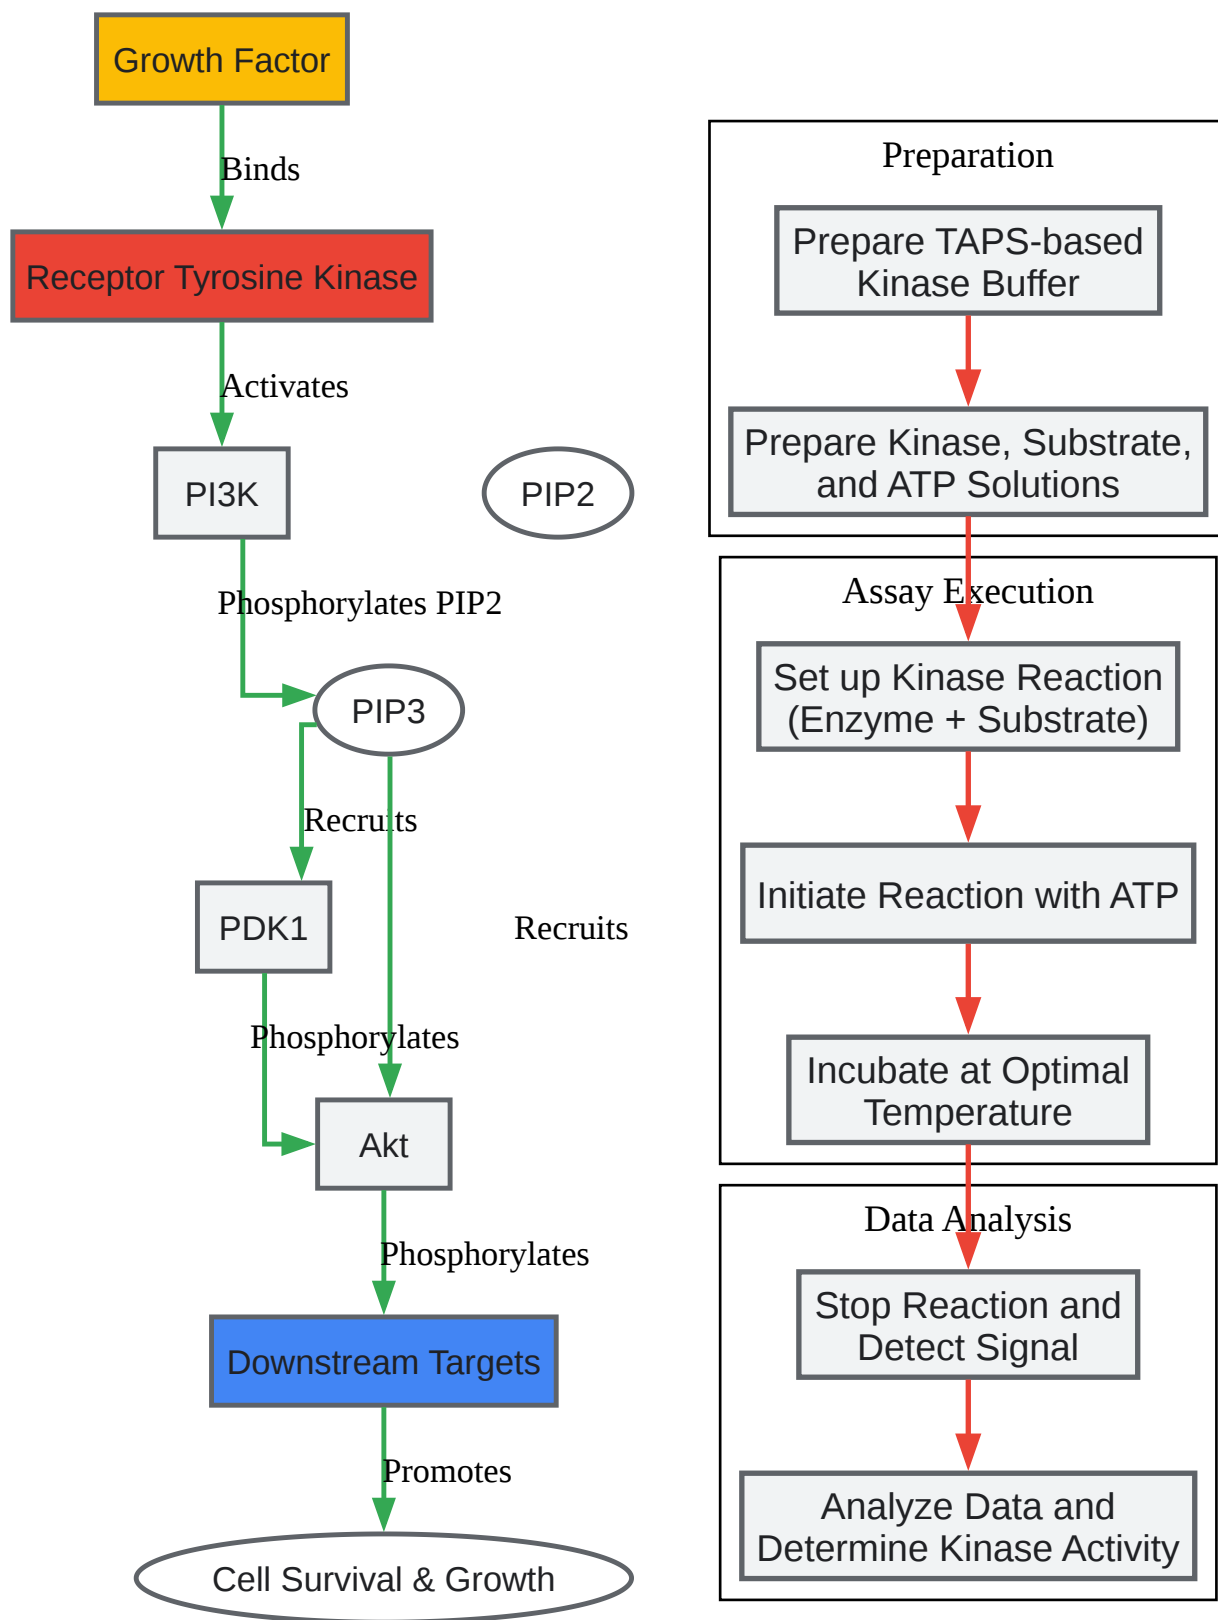 Growth Factor
Binds
Receptor Tyrosine Kinase
Activates
PI3K
PIP2
Phosphorylates PIP2
PIP3
Recruits
PDK1
Recruits
Phosphorylates
Akt
Phosphorylates
Downstream Targets
Promotes
Cell Survival & Growth
Preparation
Prepare TAPS-based
Kinase Buffer
Prepare Kinase, Substrate,
and ATP Solutions
Assay Execution
Set up Kinase Reaction
(Enzyme + Substrate)
Initiate Reaction with ATP
Incubate at Optimal
Temperature
Data Analysis
Stop Reaction and
Detect Signal
Analyze Data and
Determine Kinase Activity